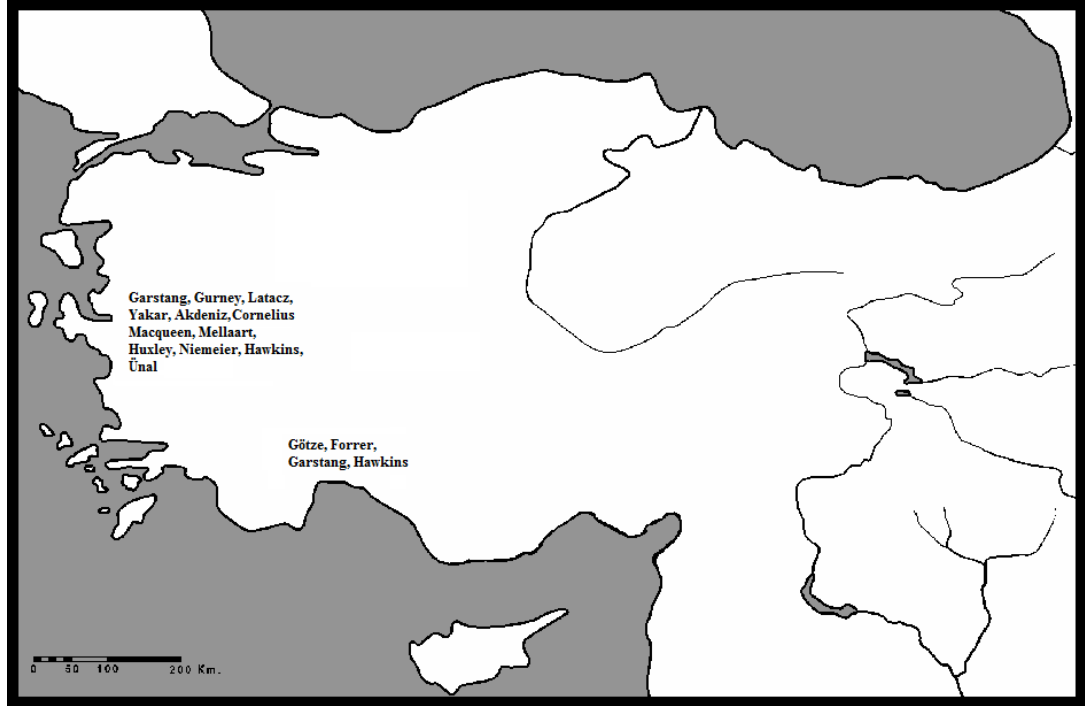 Garstang, Gurney, Latacz,
Yakar, Akdeniz,Cornelius
Macqueen, Mellaart,
Huxley, Niemeier, Hawkins,
Ünal
Götze, Forrer,
Garstang, Hawkins
0 50 100 200 Km.